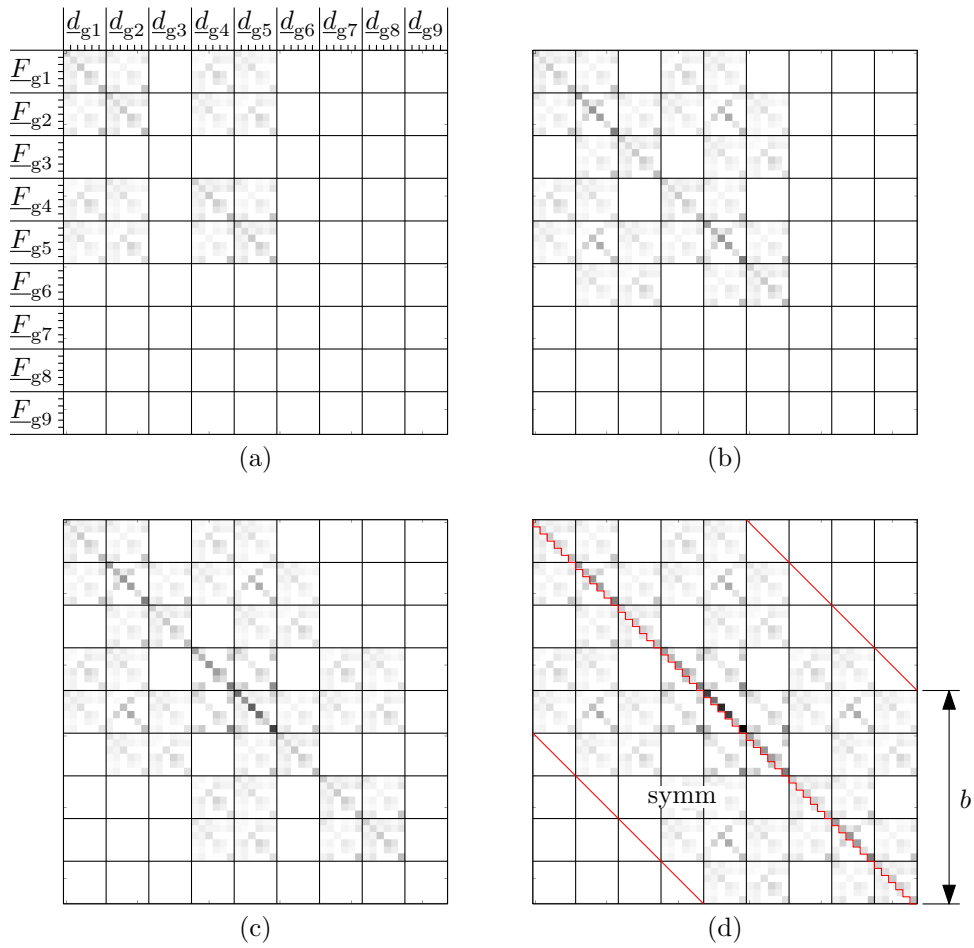 d_g1 d_g2 d_g3 d_g4 d_g5 d_g6 d_g7 d_g8 d_g9
F_g1
F_g2
F_g3
F_g4
F_g5
F_g6
F_g7
F_g8
F_g9
(a) (b)
symm
b
(c) (d)